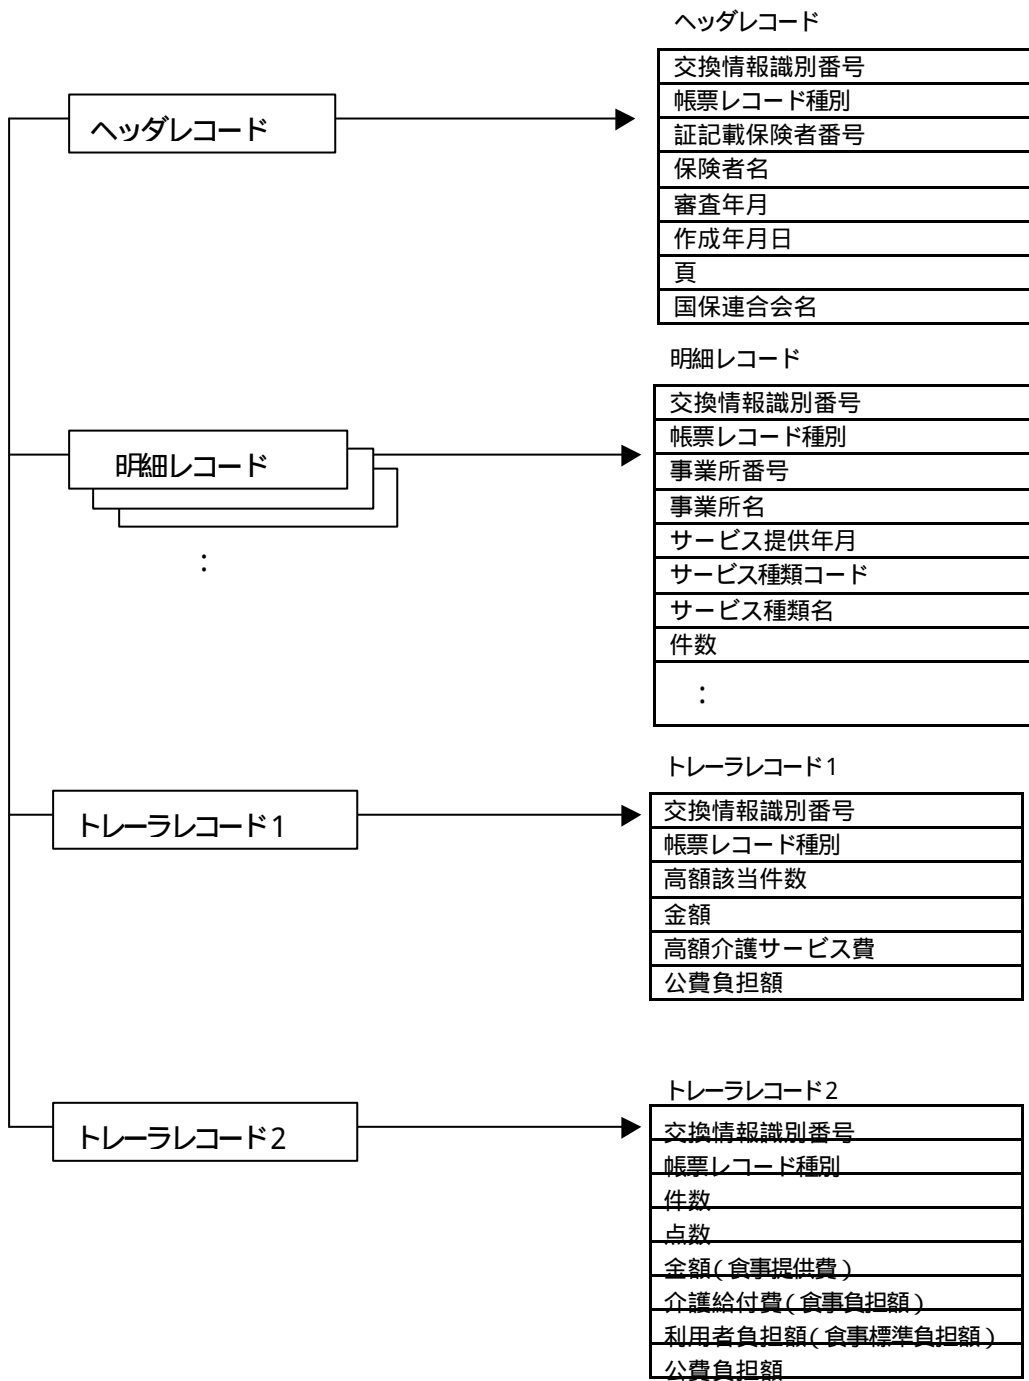 ヘッダレコード
ヘッダレコード
交換情報識別番号
帳票レコード種別
証記載保険者番号
保険者名
審査年月
作成年月日
頁
国保連合会名
明細レコード
：
明細レコード
交換情報識別番号
帳票レコード種別
事業所番号
事業所名
サービス提供年月
サービス種類コード
サービス種類名
件数
：
トレーラレコード1
トレーラレコード1
交換情報識別番号
帳票レコード種別
高額該当件数
金額
高額介護サービス費
公費負担額
トレーラレコード2
トレーラレコード2
交換情報識別番号
帳票レコード種別
件数
点数
金額(食事提供費)
介護給付費(食事負担額)
利用者負担額(食事標準負担額)
公費負担額